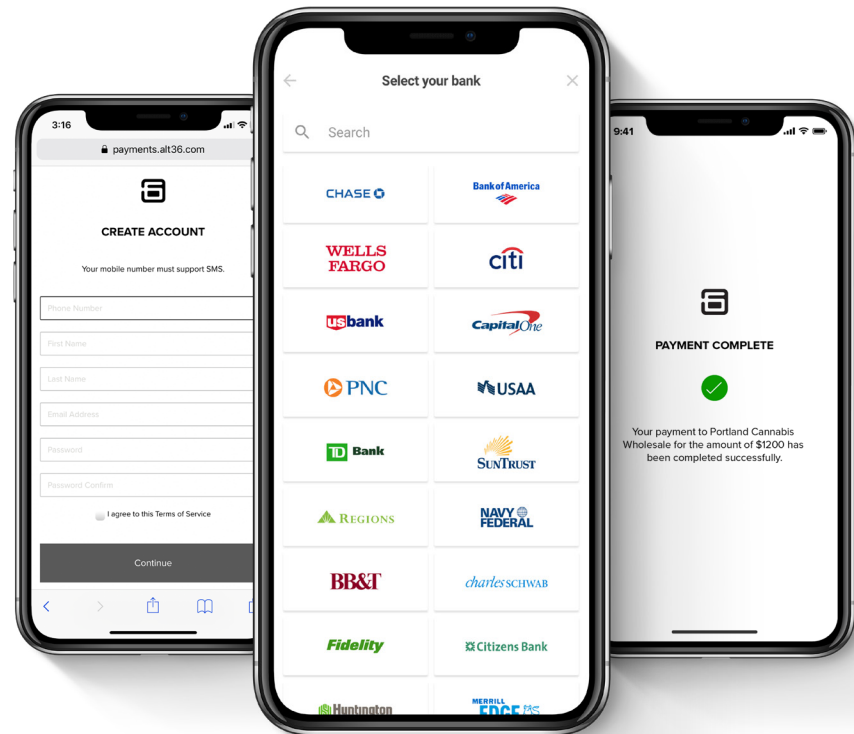 3:16
payments.alt36.com
CREATE ACCOUNT
Your mobile number must support SMS.
Phone Number
First Name
Last Name
Email Address
Password
Password Confirm
I agree to this Terms of Service
Continue
Select your bank
Search
CHASE
Bank of America
WELLS
FARGO
citi
usbank
Capital One
PNC
USAA
TD Bank
SUNTRUST
REGIONS
NAVY
FEDERAL
BB&T
charles SCHWAB
Fidelity
Citizens Bank
Huntington
MERRILL
EDGE
9:41
PAYMENT COMPLETE
Your payment to Portland Cannabis
Wholesale for the amount of $1200 has
been completed successfully.